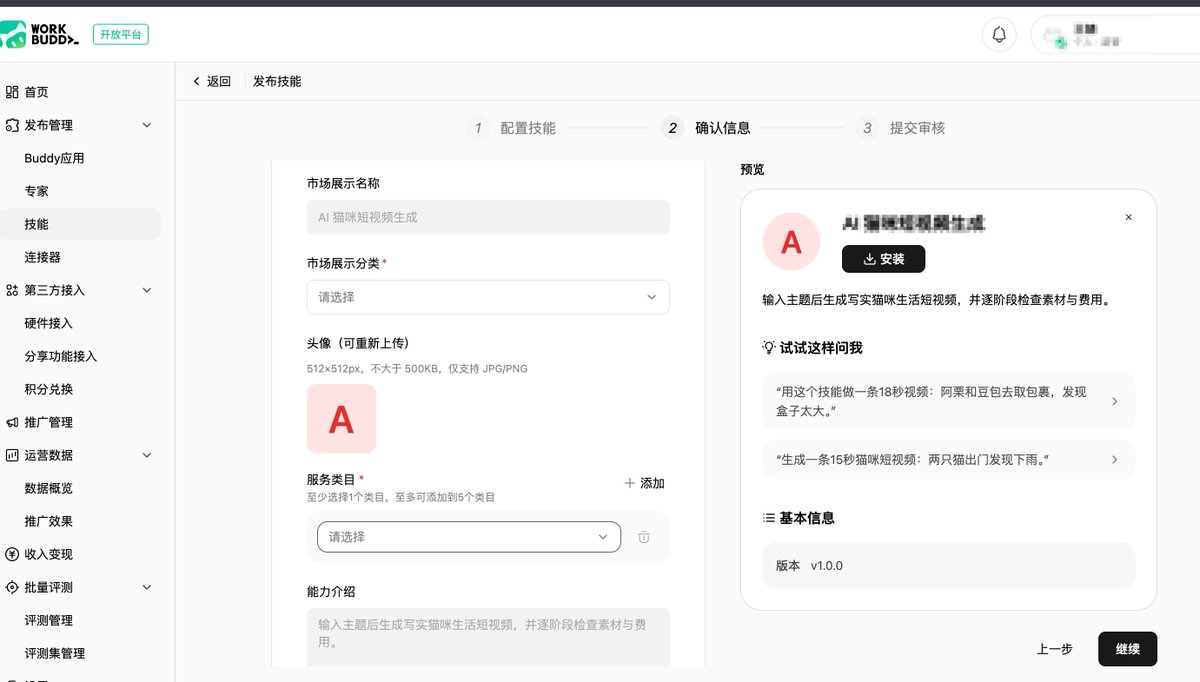 WORK
BUDD>_
开放平台
首页
发布管理
Buddy应用
专家
技能
连接器
第三方接入
硬件接入
分享功能接入
积分兑换
推广管理
运营数据
数据概览
推广效果
收入变现
批量评测
评测管理
评测集管理
返回
发布技能
1 配置技能
2 确认信息
3 提交审核
市场展示名称
AI 猫咪短视频生成
市场展示分类*
请选择
头像（可重新上传）
512×512px，不大于 500KB，仅支持 JPG/PNG
A
服务类目*
添加
至少选择1个类目，至多可添加到5个类目
请选择
能力介绍
输入主题后生成写实猫咪生活短视频，并逐阶段检查素材与费
用。
预览
A
AI 猫咪短视频生成
安装
输入主题后生成写实猫咪生活短视频，并逐阶段检查素材与费用。
试试这样问我
“用这个技能做一条18秒视频：阿栗和豆包去取包裹，发现
盒子太大。”
“生成一条15秒猫咪短视频：两只猫出门发现下雨。”
基本信息
版本 v1.0.0
上一步
继续